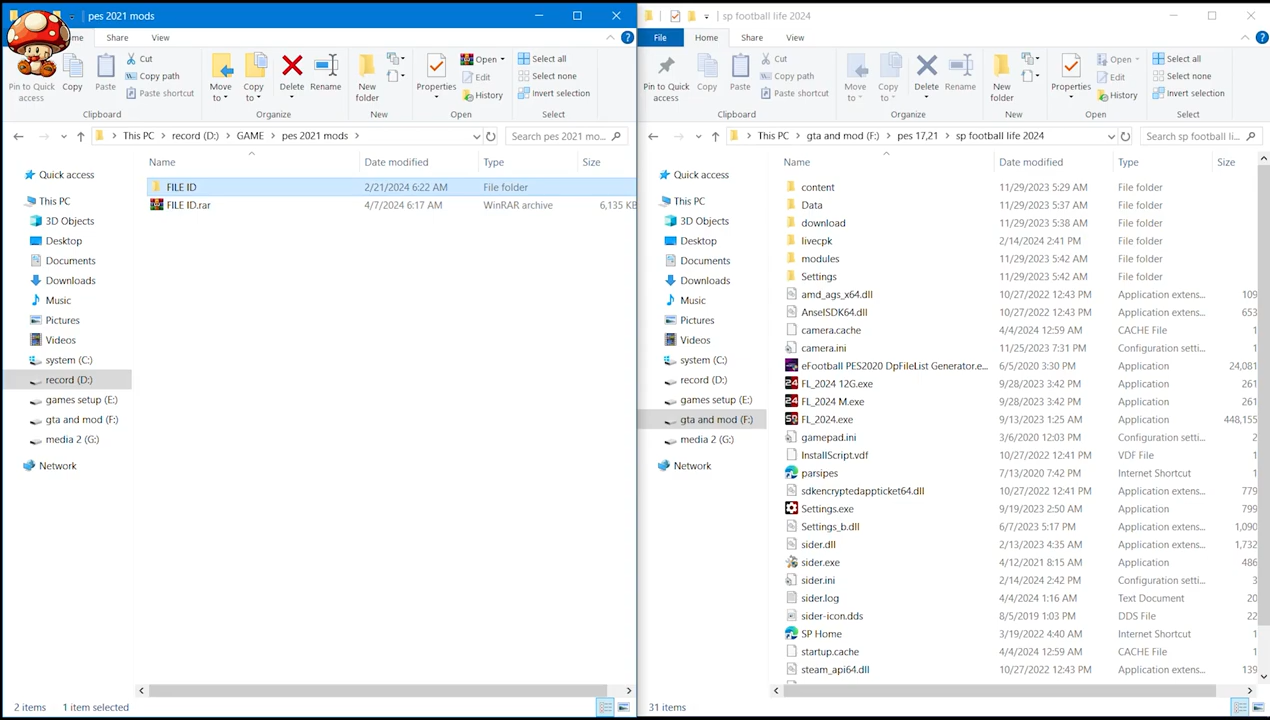 pes 2021 mods
me Share View
Pin to Quick access
Copy
Paste
Cut
Copy path
Paste shortcut
Move to
Copy to
Delete
Rename
New folder
Properties
Open
Edit
History
Select all
Select none
Invert selection
Clipboard Organize New Open Select
This PC > record (D:) > GAME > pes 2021 mods >
Search pes 2021 mo...
Name Date modified Type Size
FILE ID 2/21/2024 6:22 AM File folder
FILE ID.rar 4/7/2024 6:17 AM WinRAR archive 6,135 KB
Quick access
This PC
3D Objects
Desktop
Documents
Downloads
Music
Pictures
Videos
system (C:)
record (D:)
games setup (E:)
gta and mod (F:)
media 2 (G:)
Network
2 items 1 item selected
sp football life 2024
File Home Share View
Pin to Quick access
Copy
Paste
Cut
Copy path
Paste shortcut
Move to
Copy to
Delete
Rename
New folder
Properties
Open
Edit
History
Select all
Select none
Invert selection
Clipboard Organize New Open Select
This PC > gta and mod (F:) > pes 17,21 > sp football life 2024
Search sp football li...
Quick access
This PC
3D Objects
Desktop
Documents
Downloads
Music
Pictures
Videos
system (C:)
record (D:)
games setup (E:)
gta and mod (F:)
media 2 (G:)
Network
Name Date modified Type Size
content 11/29/2023 5:29 AM File folder
Data 11/29/2023 5:37 AM File folder
download 11/29/2023 5:38 AM File folder
livecpk 2/14/2024 2:41 PM File folder
modules 11/29/2023 5:42 AM File folder
Settings 11/29/2023 5:42 AM File folder
amd_ags_x64.dll 10/27/2022 12:43 PM Application extens... 109
AnselSDK64.dll 10/27/2022 12:43 PM Application extens... 653
camera.cache 4/4/2024 12:59 AM CACHE File 1
camera.ini 11/25/2023 7:31 PM Configuration setti... 1
eFootball PES2020 DpFileList Generator.e... 6/5/2020 3:30 PM Application 24,081
FL_2024 12G.exe 9/28/2023 3:42 PM Application 261
FL_2024 M.exe 9/28/2023 3:42 PM Application 261
FL_2024.exe 9/13/2023 1:25 AM Application 448,155
gamepad.ini 3/6/2020 12:03 PM Configuration setti... 2
InstallScript.vdf 10/27/2022 12:41 PM VDF File 1
parsipes 7/13/2020 7:42 PM Internet Shortcut 1
sdkencryptedappticket64.dll 10/27/2022 12:41 PM Application extens... 779
Settings.exe 9/19/2023 2:50 AM Application 799
Settings_b.dll 6/7/2023 5:17 PM Application extens... 1,090
sider.dll 2/13/2023 4:35 AM Application extens... 1,732
sider.exe 4/12/2021 8:15 AM Application 486
sider.ini 2/14/2024 2:42 PM Configuration setti... 3
sider.log 4/4/2024 1:16 AM Text Document 20
sider-icon.dds 8/5/2019 1:03 PM DDS File 22
SP Home 3/19/2022 4:40 AM Internet Shortcut 1
startup.cache 4/4/2024 12:59 AM CACHE File 1
steam_api64.dll 10/27/2022 12:43 PM Application extens... 139
31 items